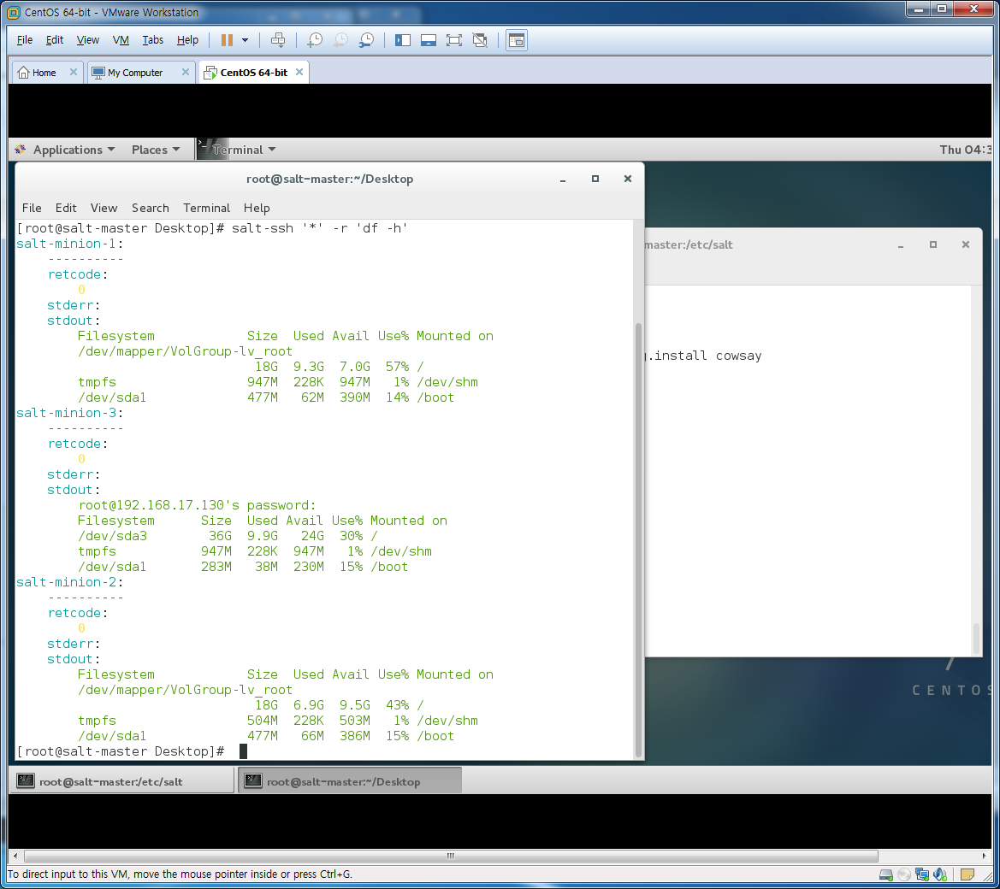 CentOS 64-bit - VMware Workstation
File Edit View VM Tabs Help
Home My Computer CentOS 64-bit
Applications Places Terminal Thu 04:3
root@salt-master:~/Desktop
File Edit View Search Terminal Help
[root@salt-master Desktop]# salt-ssh '*' -r 'df -h'
salt-minion-1:
----------
retcode:
0
stderr:
stdout:
Filesystem Size Used Avail Use% Mounted on
/dev/mapper/VolGroup-lv_root
18G 9.3G 7.0G 57% /
tmpfs 947M 228K 947M 1% /dev/shm
/dev/sda1 477M 62M 390M 14% /boot
salt-minion-3:
----------
retcode:
0
stderr:
stdout:
root@192.168.17.130's password:
Filesystem Size Used Avail Use% Mounted on
/dev/sda3 36G 9.9G 24G 30% /
tmpfs 947M 228K 947M 1% /dev/shm
/dev/sda1 283M 38M 230M 15% /boot
salt-minion-2:
----------
retcode:
0
stderr:
stdout:
Filesystem Size Used Avail Use% Mounted on
/dev/mapper/VolGroup-lv_root
18G 6.9G 9.5G 43% /
tmpfs 504M 228K 503M 1% /dev/shm
/dev/sda1 477M 66M 386M 15% /boot
[root@salt-master Desktop]#
master:/etc/salt
.install cowsay
7
CENTOS
root@salt-master:/etc/salt
root@salt-master:~/Desktop
To direct input to this VM, move the mouse pointer inside or press Ctrl+G.